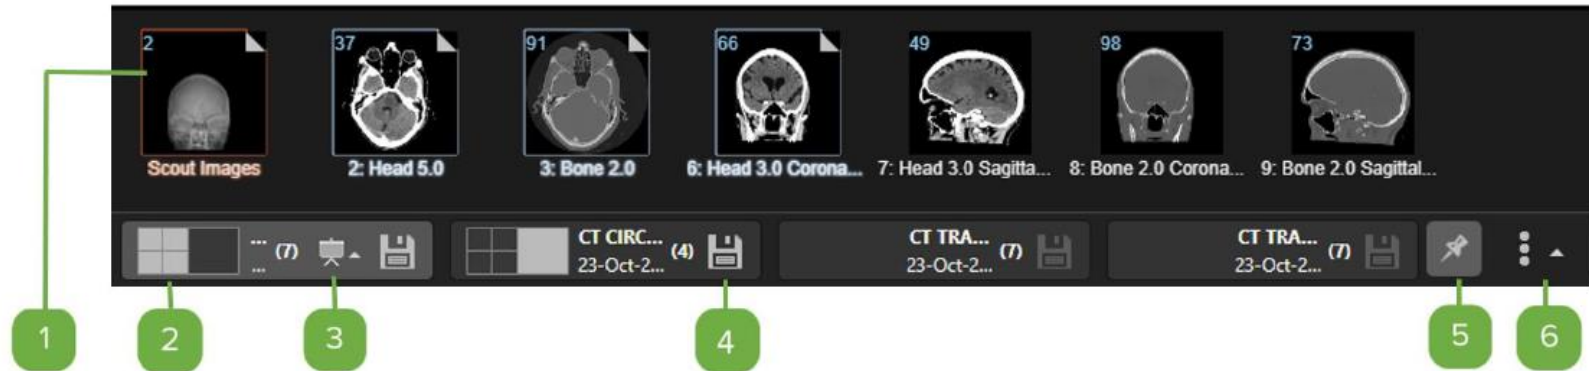 2
37
91
66
49
98
73
Scout Images
2: Head 5.0
3: Bone 2.0
6: Head 3.0 Corona...
7: Head 3.0 Sagitta...
8: Bone 2.0 Corona...
9: Bone 2.0 Sagittal...
...
...
(7)
CT CIRC...
23-Oct-2...
(4)
CT TRA...
23-Oct-2...
(7)
CT TRA...
23-Oct-2...
(7)
1
2
3
4
5
6